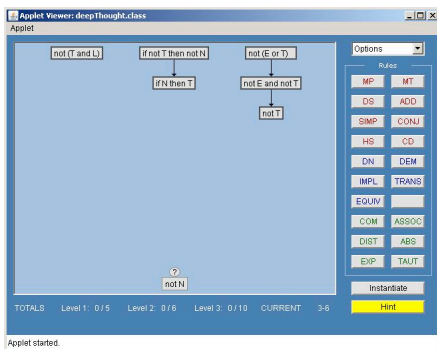 Applet Viewer: deepThought.class
Applet
not (T and L)
if not T then not N
not (E or T)
if N then T
not E and not T
not T
?
not N
Options
Rules
MP MT
DS ADD
SIMP CONJ
HS CD
DN DEM
IMPL TRANS
EQUIV
COM ASSOC
DIST ABS
EXP TAUT
Instantiate
Hint
TOTALS Level 1: 0/5 Level 2: 0/6 Level 3: 0/10 CURRENT 3-6
Applet started.